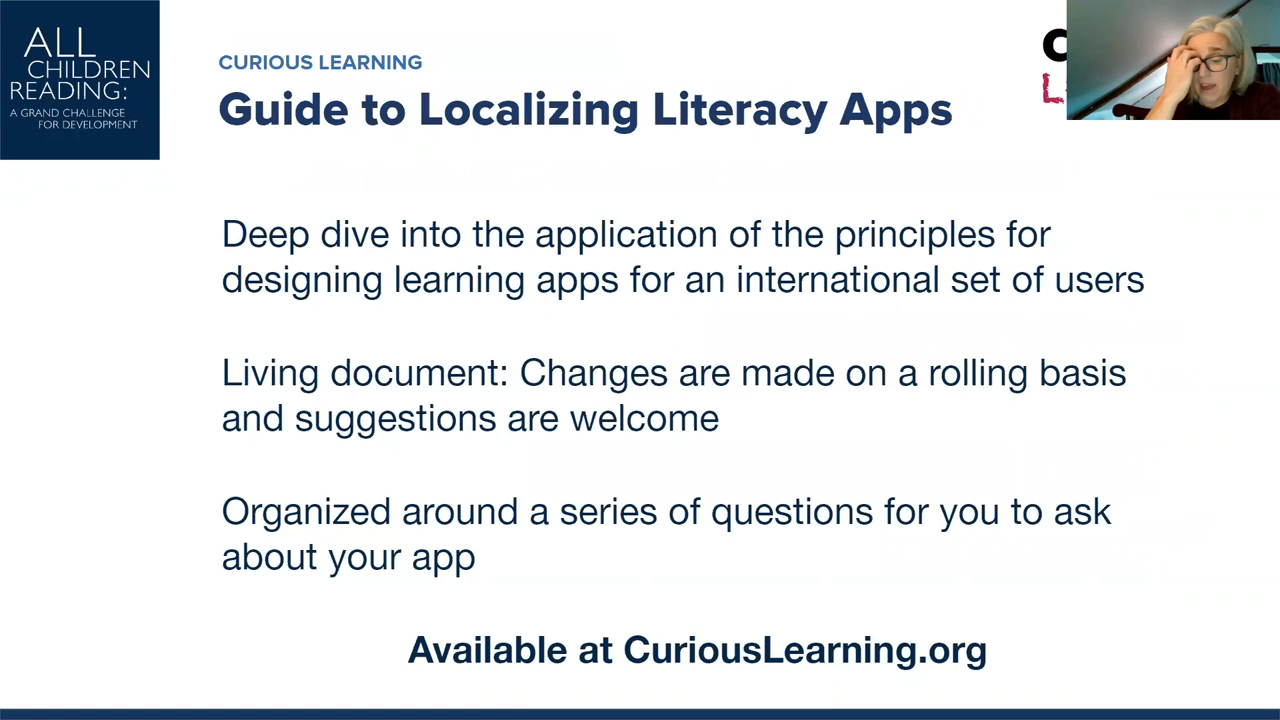 ALL
CHILDREN
READING:
A GRAND CHALLENGE
FOR DEVELOPMENT
CURIOUS LEARNING
Guide to Localizing Literacy Apps
Deep dive into the application of the principles for
designing learning apps for an international set of users
Living document: Changes are made on a rolling basis
and suggestions are welcome
Organized around a series of questions for you to ask
about your app
Available at CuriousLearning.org